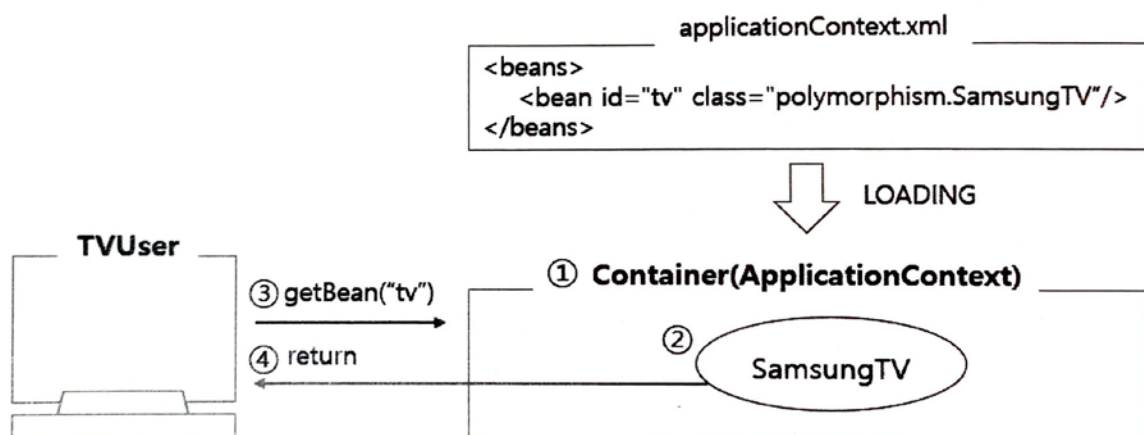 applicationContext.xml
<beans>
<bean id="tv" class="polymorphism.SamsungTV"/>
</beans>
LOADING
TVUser
① Container(ApplicationContext)
③ getBean("tv")
②
SamsungTV
④ return